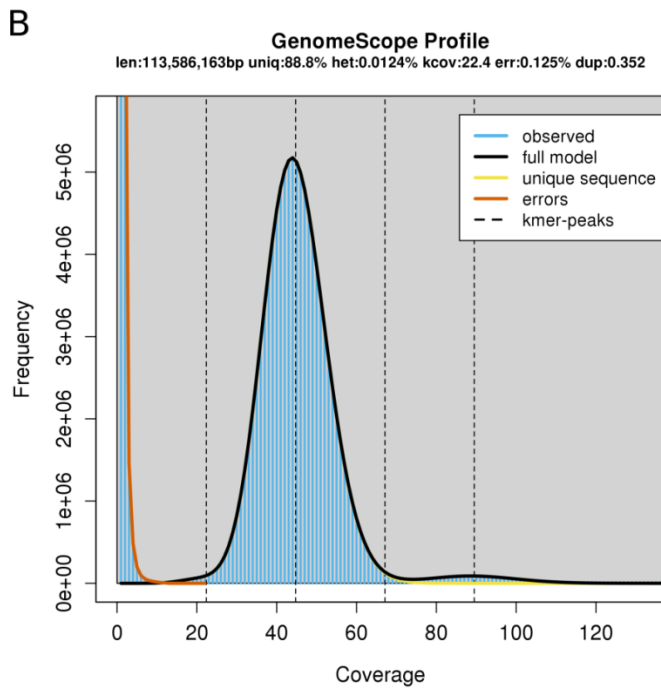 B
GenomeScope Profile
len:113,586,163bp uniq:88.8% het:0.0124% kcov:22.4 err:0.125% dup:0.352
observed
full model
unique sequence
errors
kmer-peaks
Frequency
5e+06
4e+06
3e+06
2e+06
1e+06
0e+00
0 20 40 60 80 100 120
Coverage